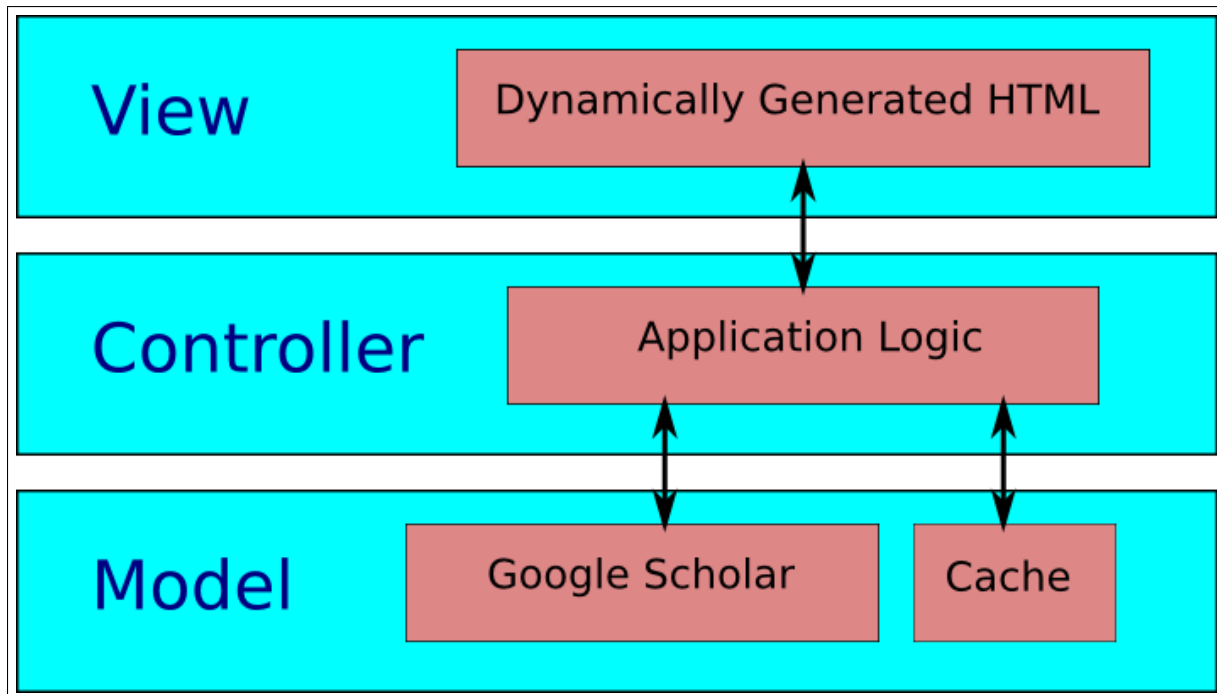 View
Dynamically Generated HTML
Controller
Application Logic
Model
Google Scholar
Cache